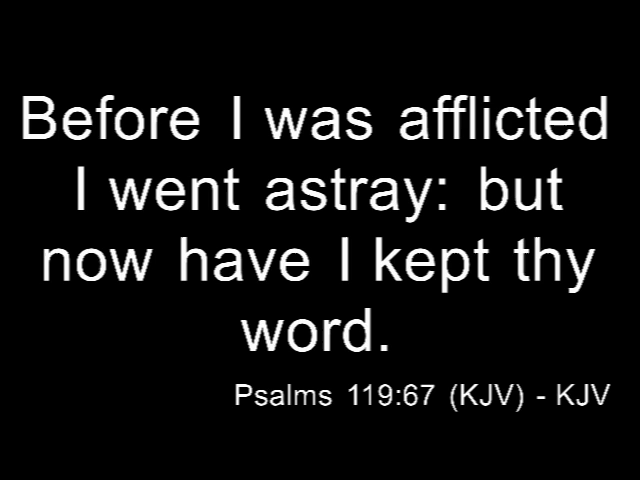 Before I was afflicted
I went astray: but
now have I kept thy
word.
Psalms 119:67 (KJV) - KJV